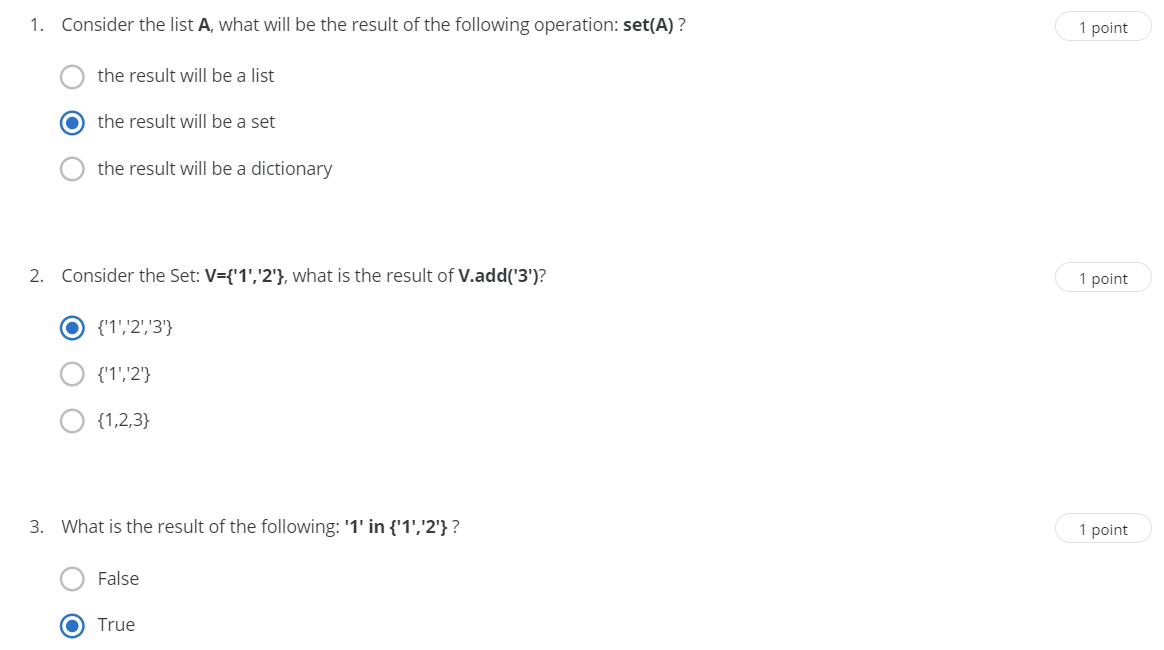 1. Consider the list A, what will be the result of the following operation: set(A) ?
1 point
the result will be a list
the result will be a set
the result will be a dictionary
2. Consider the Set: V={'1','2'}, what is the result of V.add('3')?
1 point
{'1','2','3'}
{'1','2'}
{1,2,3}
3. What is the result of the following: '1' in {'1','2'} ?
1 point
False
True